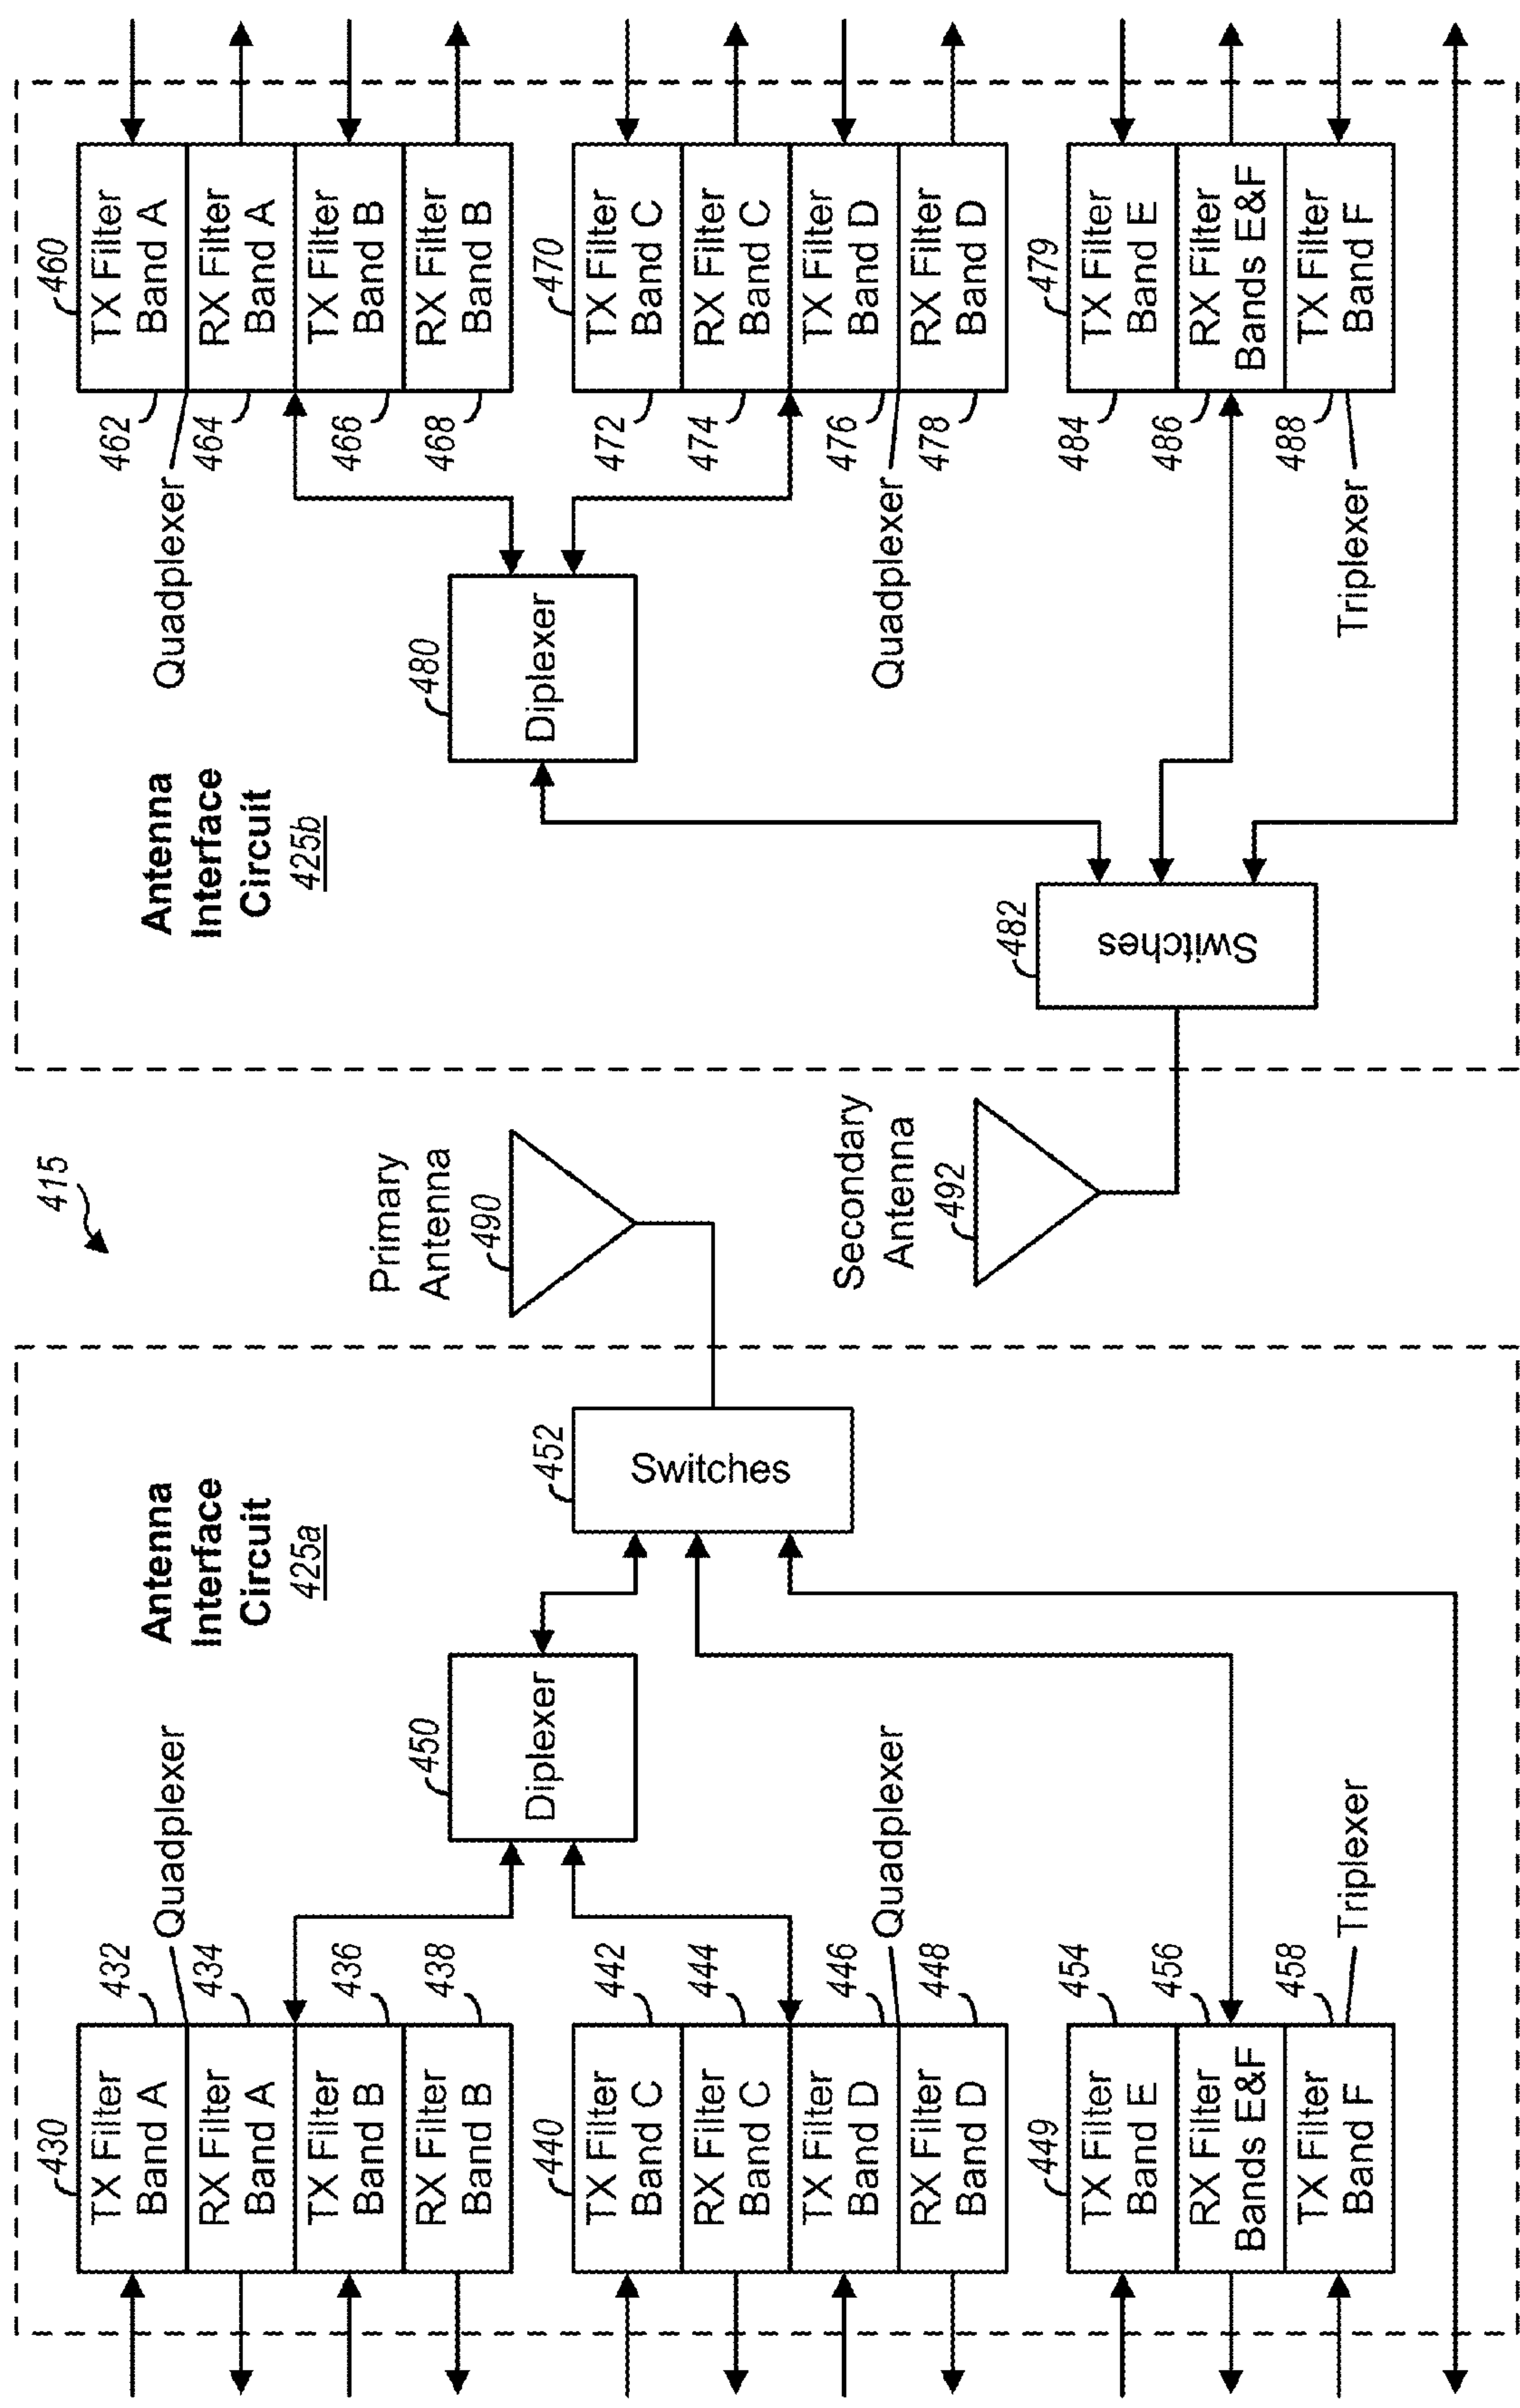 415
Antenna
Interface
Circuit
425a
430
TX Filter
Band A
432
RX Filter
Band A
434
TX Filter
Band B
436
RX Filter
Band B
438
Quadplexer
440
TX Filter
Band C
442
RX Filter
Band C
444
TX Filter
Band D
446
RX Filter
Band D
448
Quadplexer
449
TX Filter
Band E
454
RX Filter
Bands E&F
456
TX Filter
Band F
458
Triplexer
450
Diplexer
452
Switches
Primary
Antenna
490
Secondary
Antenna
492
Antenna
Interface
Circuit
425b
482
Switches
480
Diplexer
Quadplexer
460
462
TX Filter
Band A
464
RX Filter
Band A
466
TX Filter
Band B
468
RX Filter
Band B
470
472
TX Filter
Band C
474
RX Filter
Band C
476
TX Filter
Band D
478
RX Filter
Band D
Quadplexer
479
484
TX Filter
Band E
486
RX Filter
Bands E&F
488
TX Filter
Band F
Triplexer